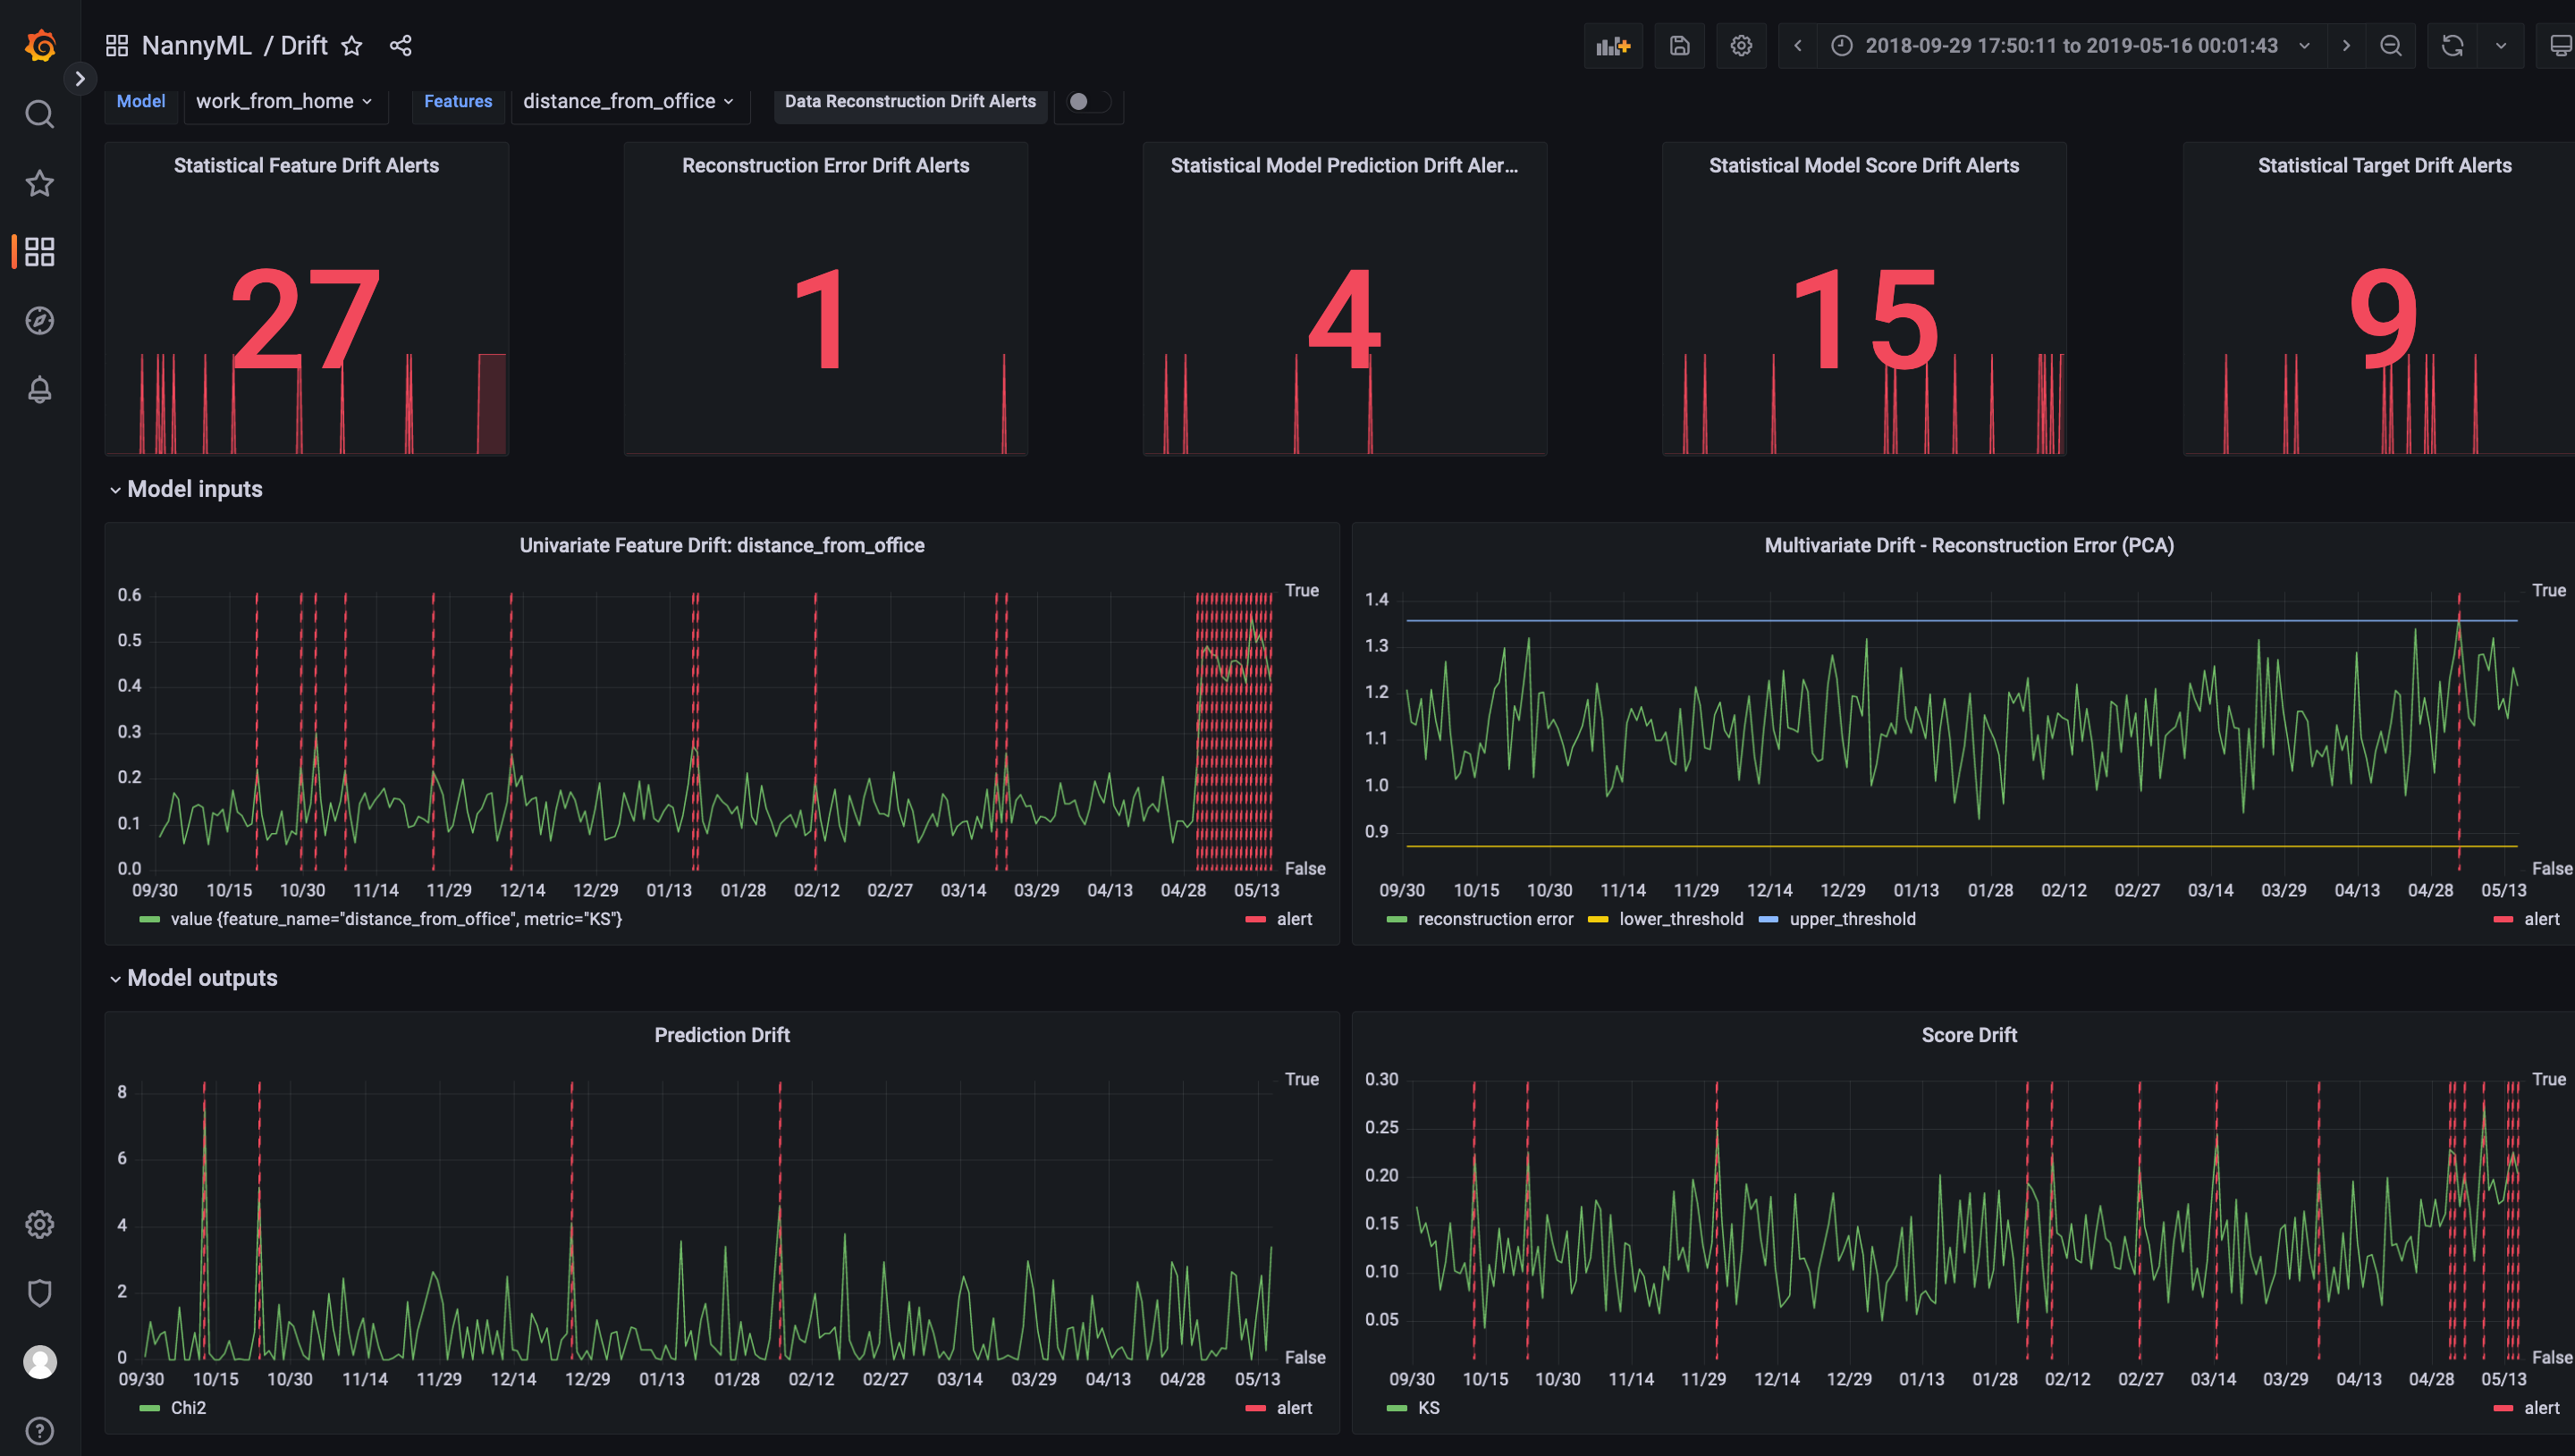 NannyML / Drift
2018-09-29 17:50:11 to 2019-05-16 00:01:43
Model work_from_home Features distance_from_office Data Reconstruction Drift Alerts
Statistical Feature Drift Alerts
27
Reconstruction Error Drift Alerts
1
Statistical Model Prediction Drift Aler...
4
Statistical Model Score Drift Alerts
15
Statistical Target Drift Alerts
9
Model inputs
Univariate Feature Drift: distance_from_office
0.6
0.5
0.4
0.3
0.2
0.1
0.0
True
False
09/30 10/15 10/30 11/14 11/29 12/14 12/29 01/13 01/28 02/12 02/27 03/14 03/29 04/13 04/28 05/13
value {feature_name="distance_from_office", metric="KS"}
alert
Multivariate Drift - Reconstruction Error (PCA)
1.4
1.3
1.2
1.1
1.0
0.9
True
False
09/30 10/15 10/30 11/14 11/29 12/14 12/29 01/13 01/28 02/12 02/27 03/14 03/29 04/13 04/28 05/13
reconstruction error lower_threshold upper_threshold
alert
Model outputs
Prediction Drift
8
6
4
2
0
True
False
09/30 10/15 10/30 11/14 11/29 12/14 12/29 01/13 01/28 02/12 02/27 03/14 03/29 04/13 04/28 05/13
Chi2
alert
Score Drift
0.30
0.25
0.20
0.15
0.10
0.05
True
False
09/30 10/15 10/30 11/14 11/29 12/14 12/29 01/13 01/28 02/12 02/27 03/14 03/29 04/13 04/28 05/13
KS
alert